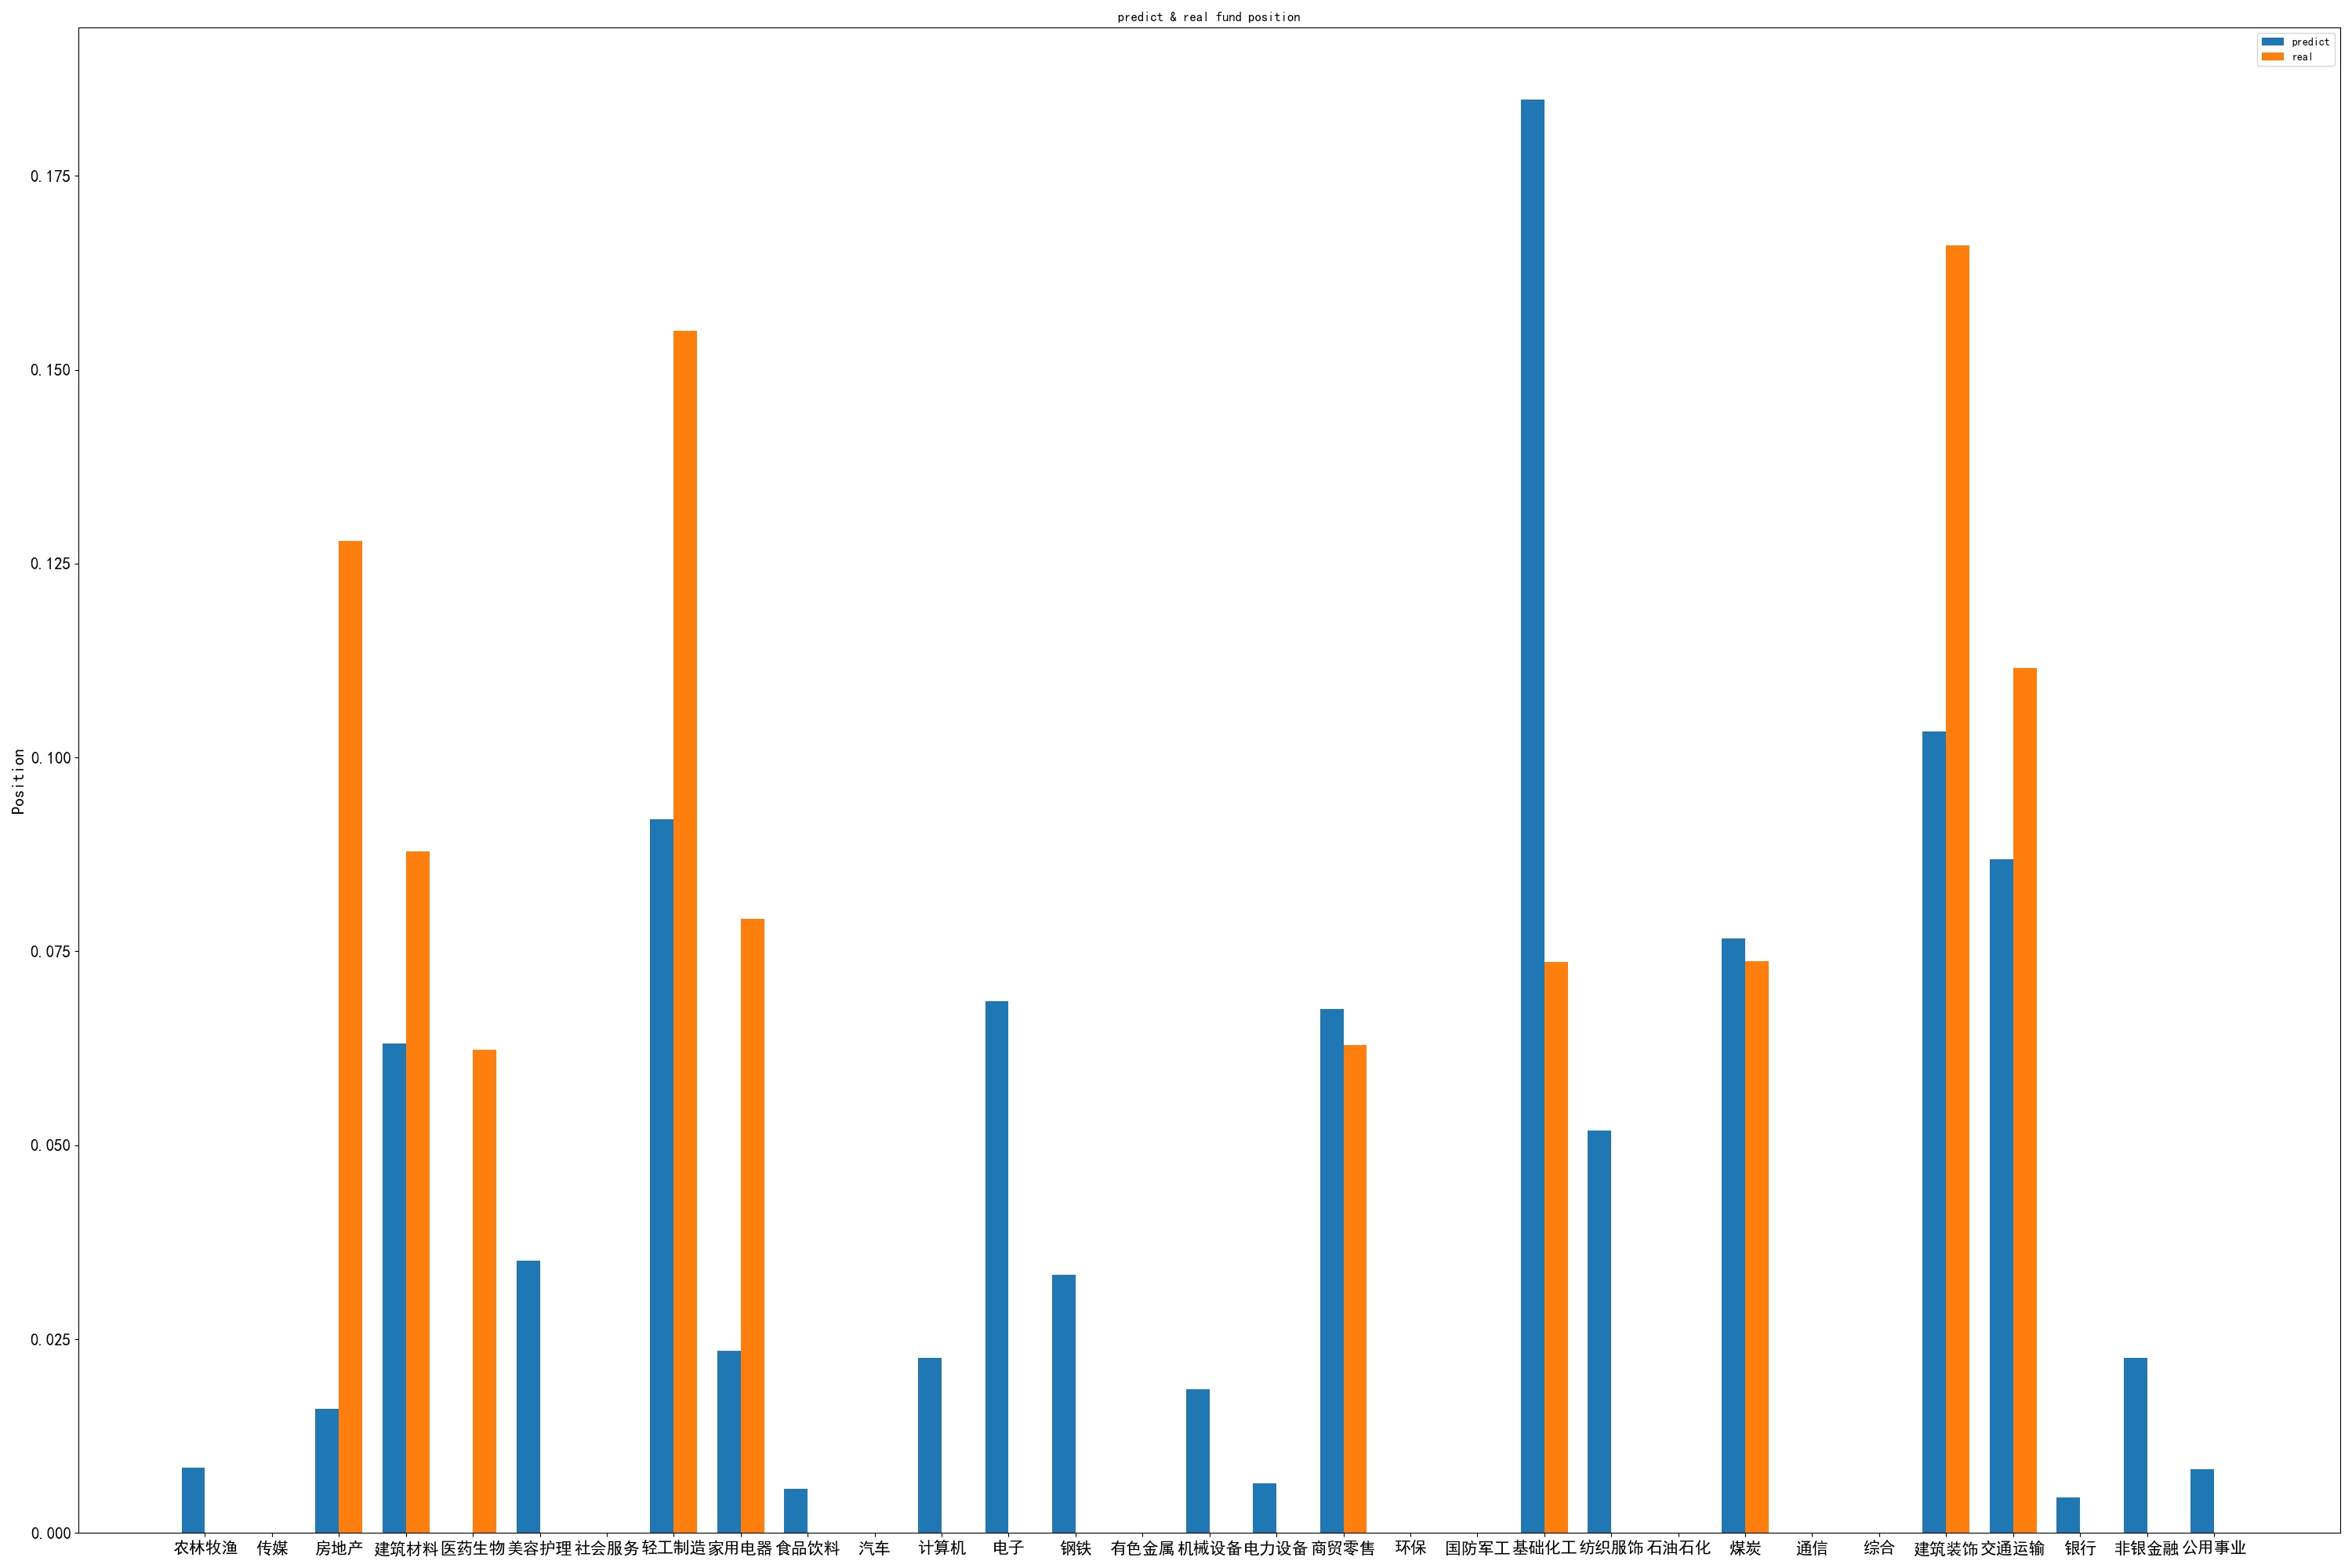 predict & real fund position
predict
real
Position
0.175
0.150
0.125
0.100
0.075
0.050
0.025
0.000
农林牧渔 传媒 房地产 建筑材料 医药生物 美容护理 社会服务 轻工制造 家用电器 食品饮料 汽车 计算机 电子 钢铁 有色金属 机械设备 电力设备 商贸零售 环保 国防军工 基础化工 纺织服饰 石油石化 煤炭 通信 综合 建筑装饰 交通运输 银行 非银金融 公用事业